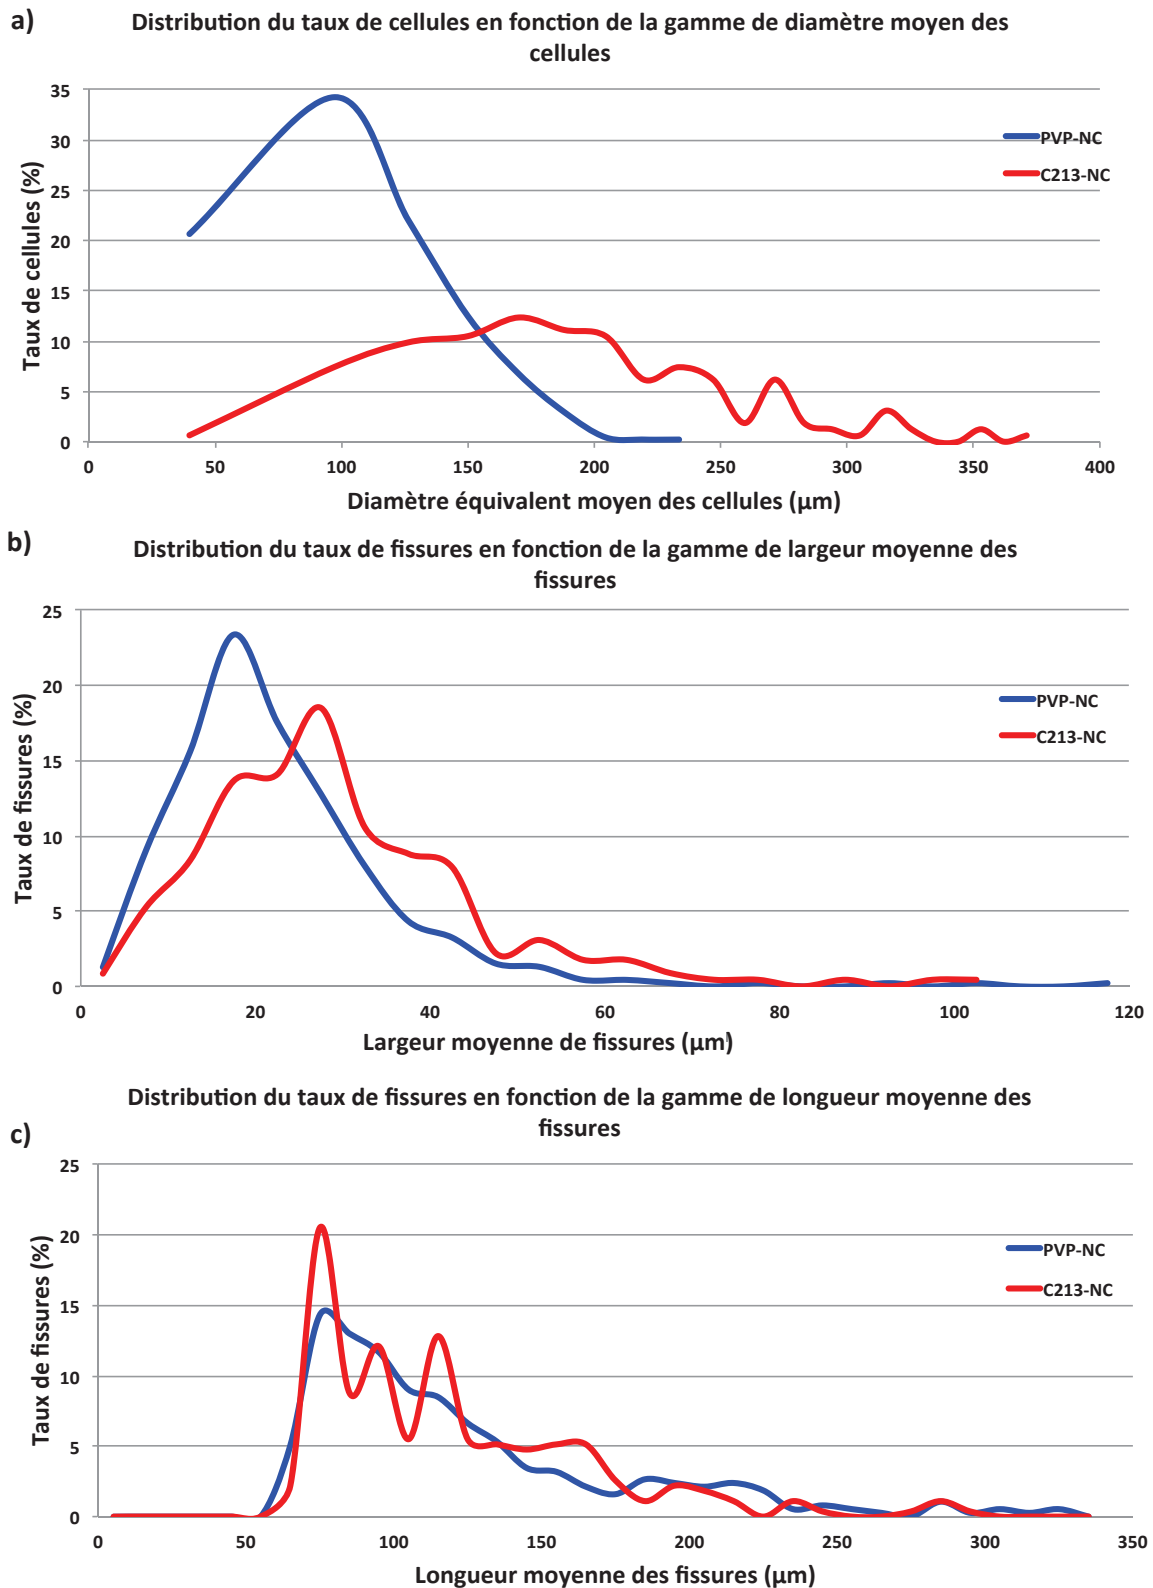 a)
Distribution du taux de cellules en fonction de la gamme de diamètre moyen des
cellules
Taux de cellules (%)
35
30
25
20
15
10
5
0
PVP-NC
C213-NC
0 50 100 150 200 250 300 350 400
Diamètre équivalent moyen des cellules (µm)
b)
Distribution du taux de fissures en fonction de la gamme de largeur moyenne des
fissures
Taux de fissures (%)
25
20
15
10
5
0
PVP-NC
C213-NC
0 20 40 60 80 100 120
Largeur moyenne de fissures (µm)
c)
Distribution du taux de fissures en fonction de la gamme de longueur moyenne des
fissures
Taux de fissures (%)
25
20
15
10
5
0
PVP-NC
C213-NC
0 50 100 150 200 250 300 350
Longueur moyenne des fissures (µm)